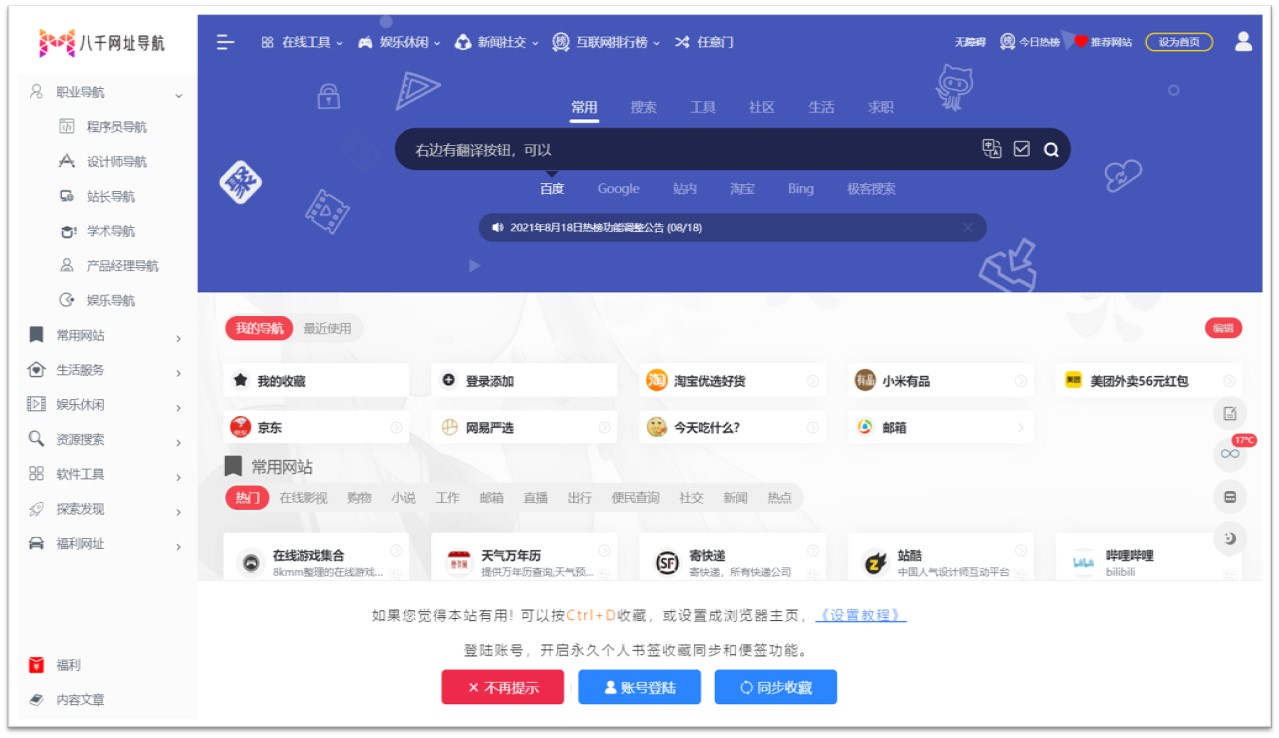 八千网址导航
职业导航
程序员导航
设计师导航
站长导航
学术导航
产品经理导航
娱乐导航
常用网站
生活服务
娱乐休闲
资源搜索
软件工具
探索发现
福利网址
福利
内容文章
在线工具 娱乐休闲 新闻社交 互联网排行榜 任意门 无障碍 今日热榜 推荐网站 设为首页
常用 搜索 工具 社区 生活 求职
右边有翻译按钮，可以
百度 Google 站内 淘宝 Bing 极客搜索
2021年8月18日热榜功能调整公告 (08/18)
我的导航 最近使用 编辑
我的收藏 登录添加 淘宝优选好货 小米有品 美团外卖56元红包
京东 网易严选 今天吃什么? 邮箱
17°C
常用网站
热门 在线影视 购物 小说 工作 邮箱 直播 出行 便民查询 社交 新闻 热点
在线游戏集合 天气万年历 寄快递 站酷 哔哩哔哩
8kmm整理的在线游戏... 提供万年历查询,天气预... 寄快递，所有快递公司 中国人气设计师互动平台 bilibili
如果您觉得本站有用! 可以按Ctrl+D收藏，或设置成浏览器主页，《设置教程》
登陆账号，开启永久个人书签收藏同步和便签功能。
× 不再提示 账号登陆 同步收藏